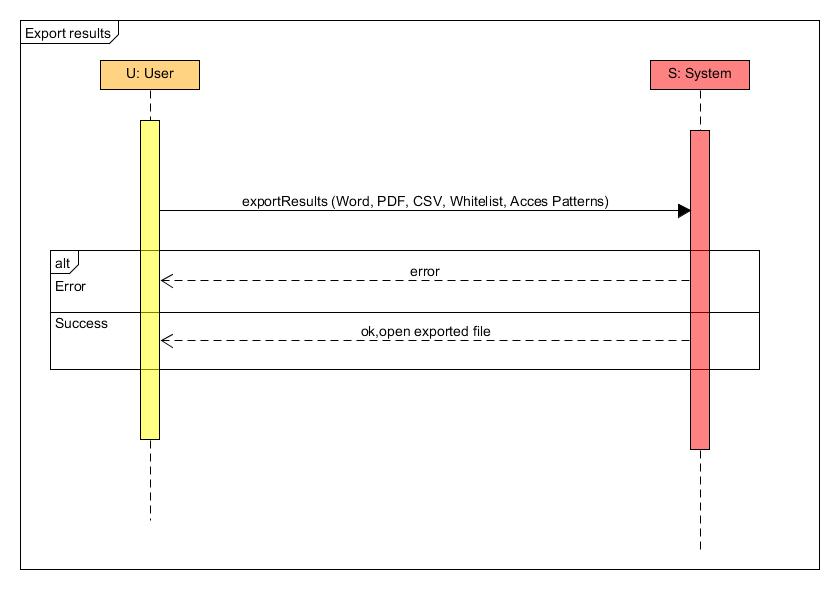 Export results
U: User
S: System
exportResults (Word, PDF, CSV, Whitelist, Acces Patterns)
alt
error
Error
Success
ok,open exported file